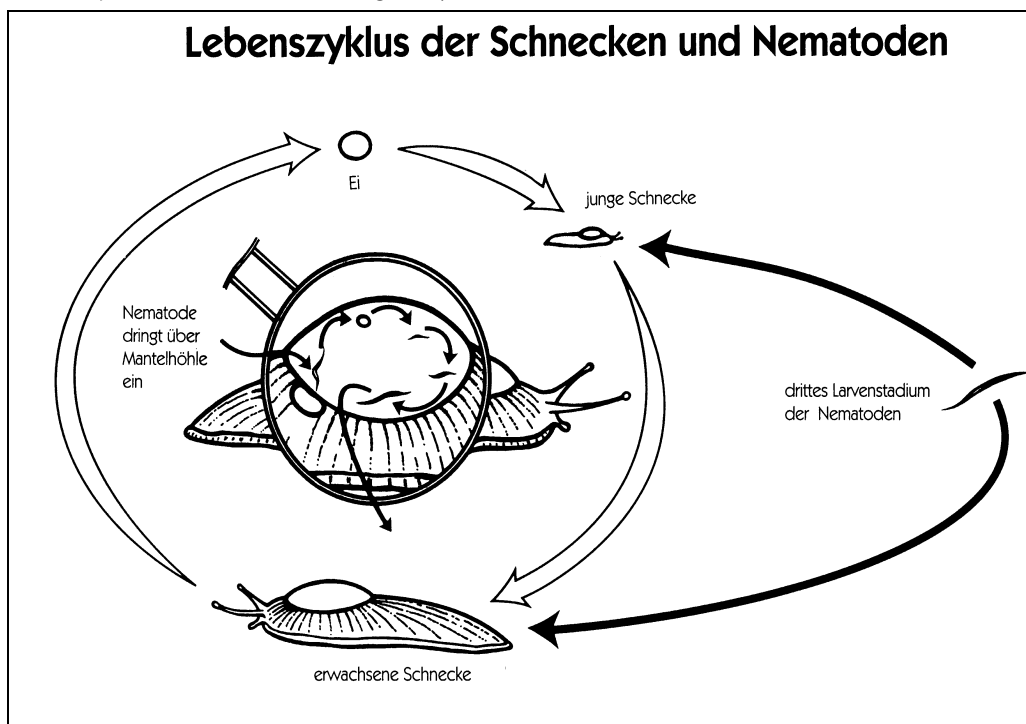 Lebenszyklus der Schnecken und Nematoden
Ei
junge Schnecke
Nematode
dringt über
Mantelhöhle
ein
drittes Larvenstadium
der Nematoden
erwachsene Schnecke